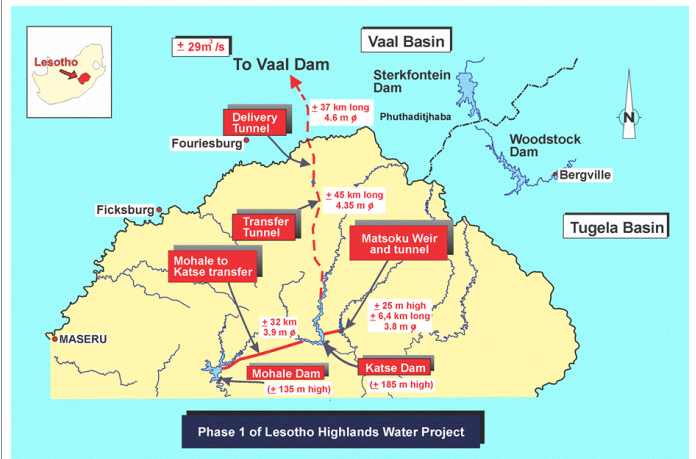 Lesotho
± 29m³/s
To Vaal Dam
Vaal Basin
Sterkfontein
Dam
± 37 km long
4.6 m ø
Phuthaditjhaba
Delivery
Tunnel
Fouriesburg
Woodstock
Dam
N
Bergville
± 45 km long
4.35 m ø
Ficksburg
Transfer
Tunnel
Matsoku Weir
and tunnel
Tugela Basin
Mohale to
Katse transfer
± 25 m high
± 6,4 km long
3.8 m ø
± 32 km
3.9 m ø
MASERU
Mohale Dam
(± 135 m high)
Katse Dam
(± 185 m high)
Phase 1 of Lesotho Highlands Water Project